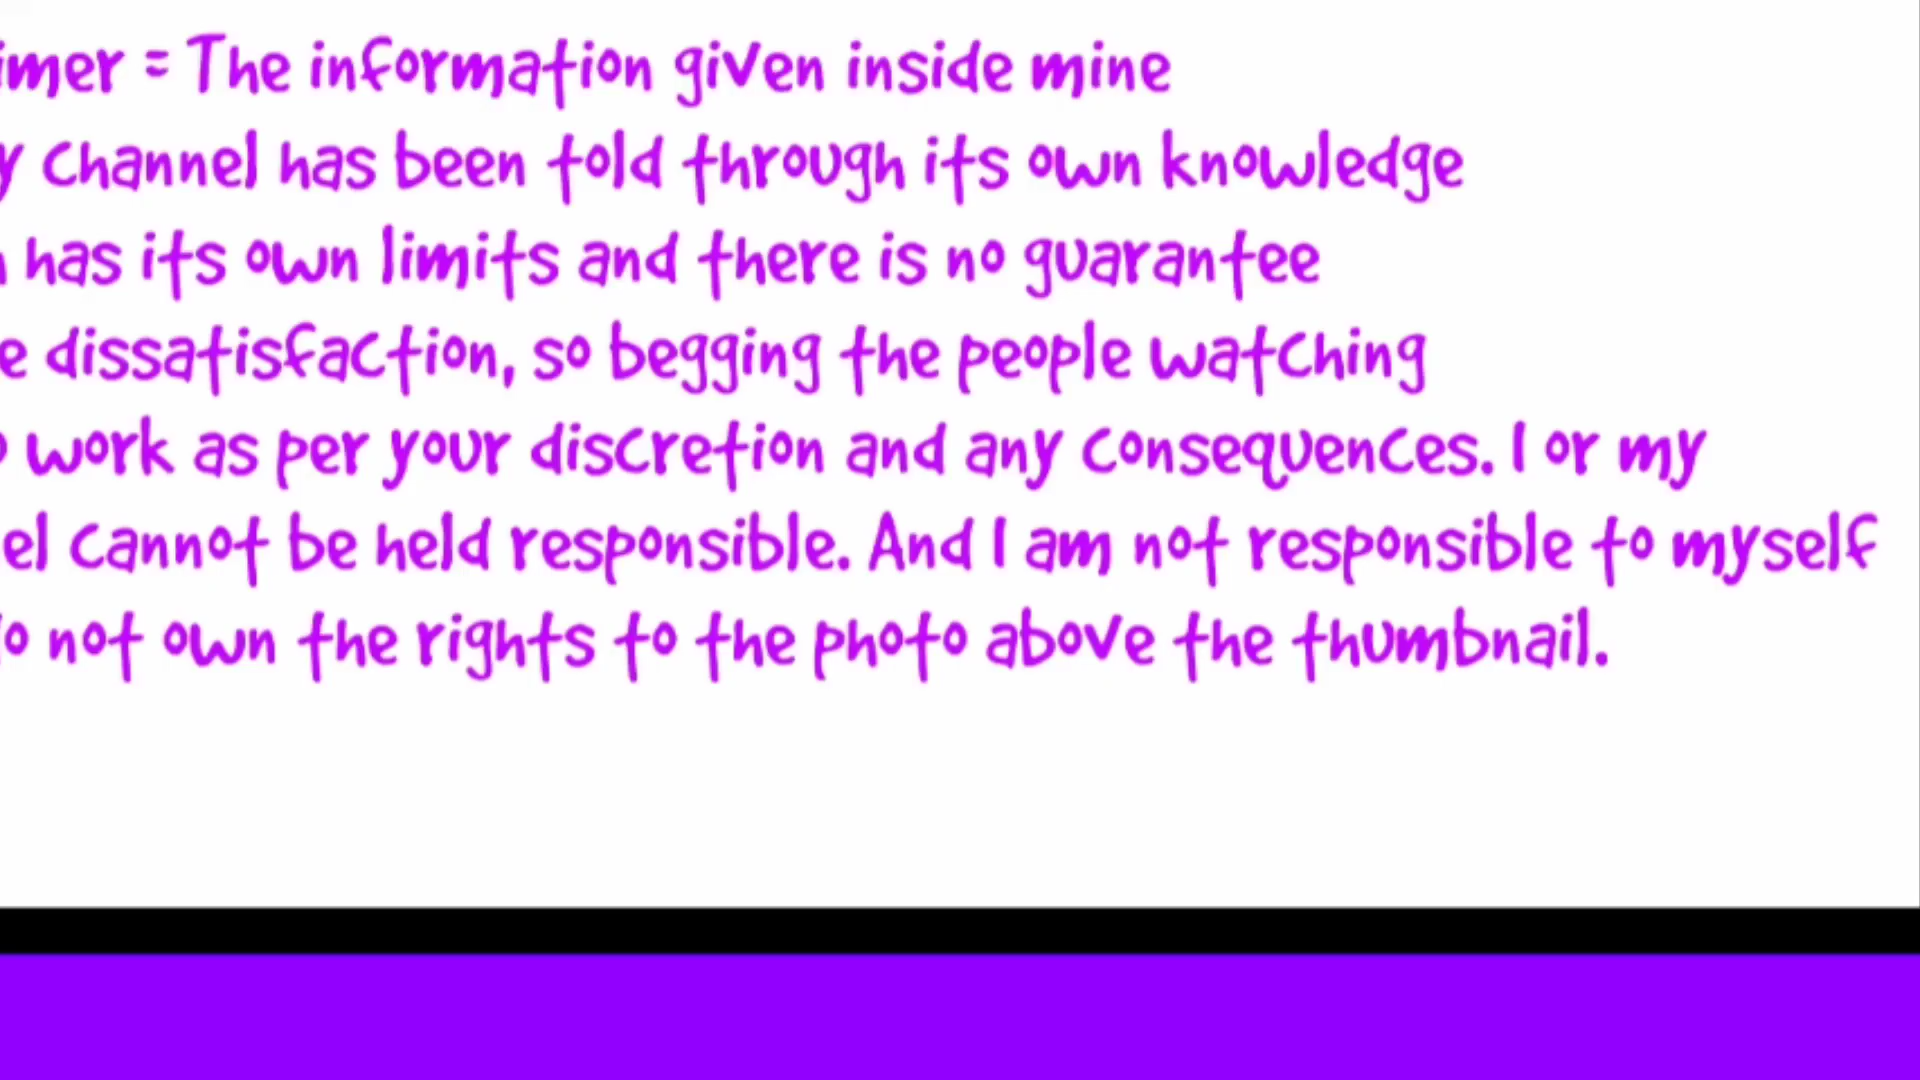 imer = The information given inside mine
y Channel has been told through its own knowledge
has its own limits and there is no guarantee
e dissatisfaction, so begging the people watching
work as per your discretion and any consequences. I or my
el cannot be held responsible. And I am not responsible to myself
not own the rights to the photo above the thumbnail.